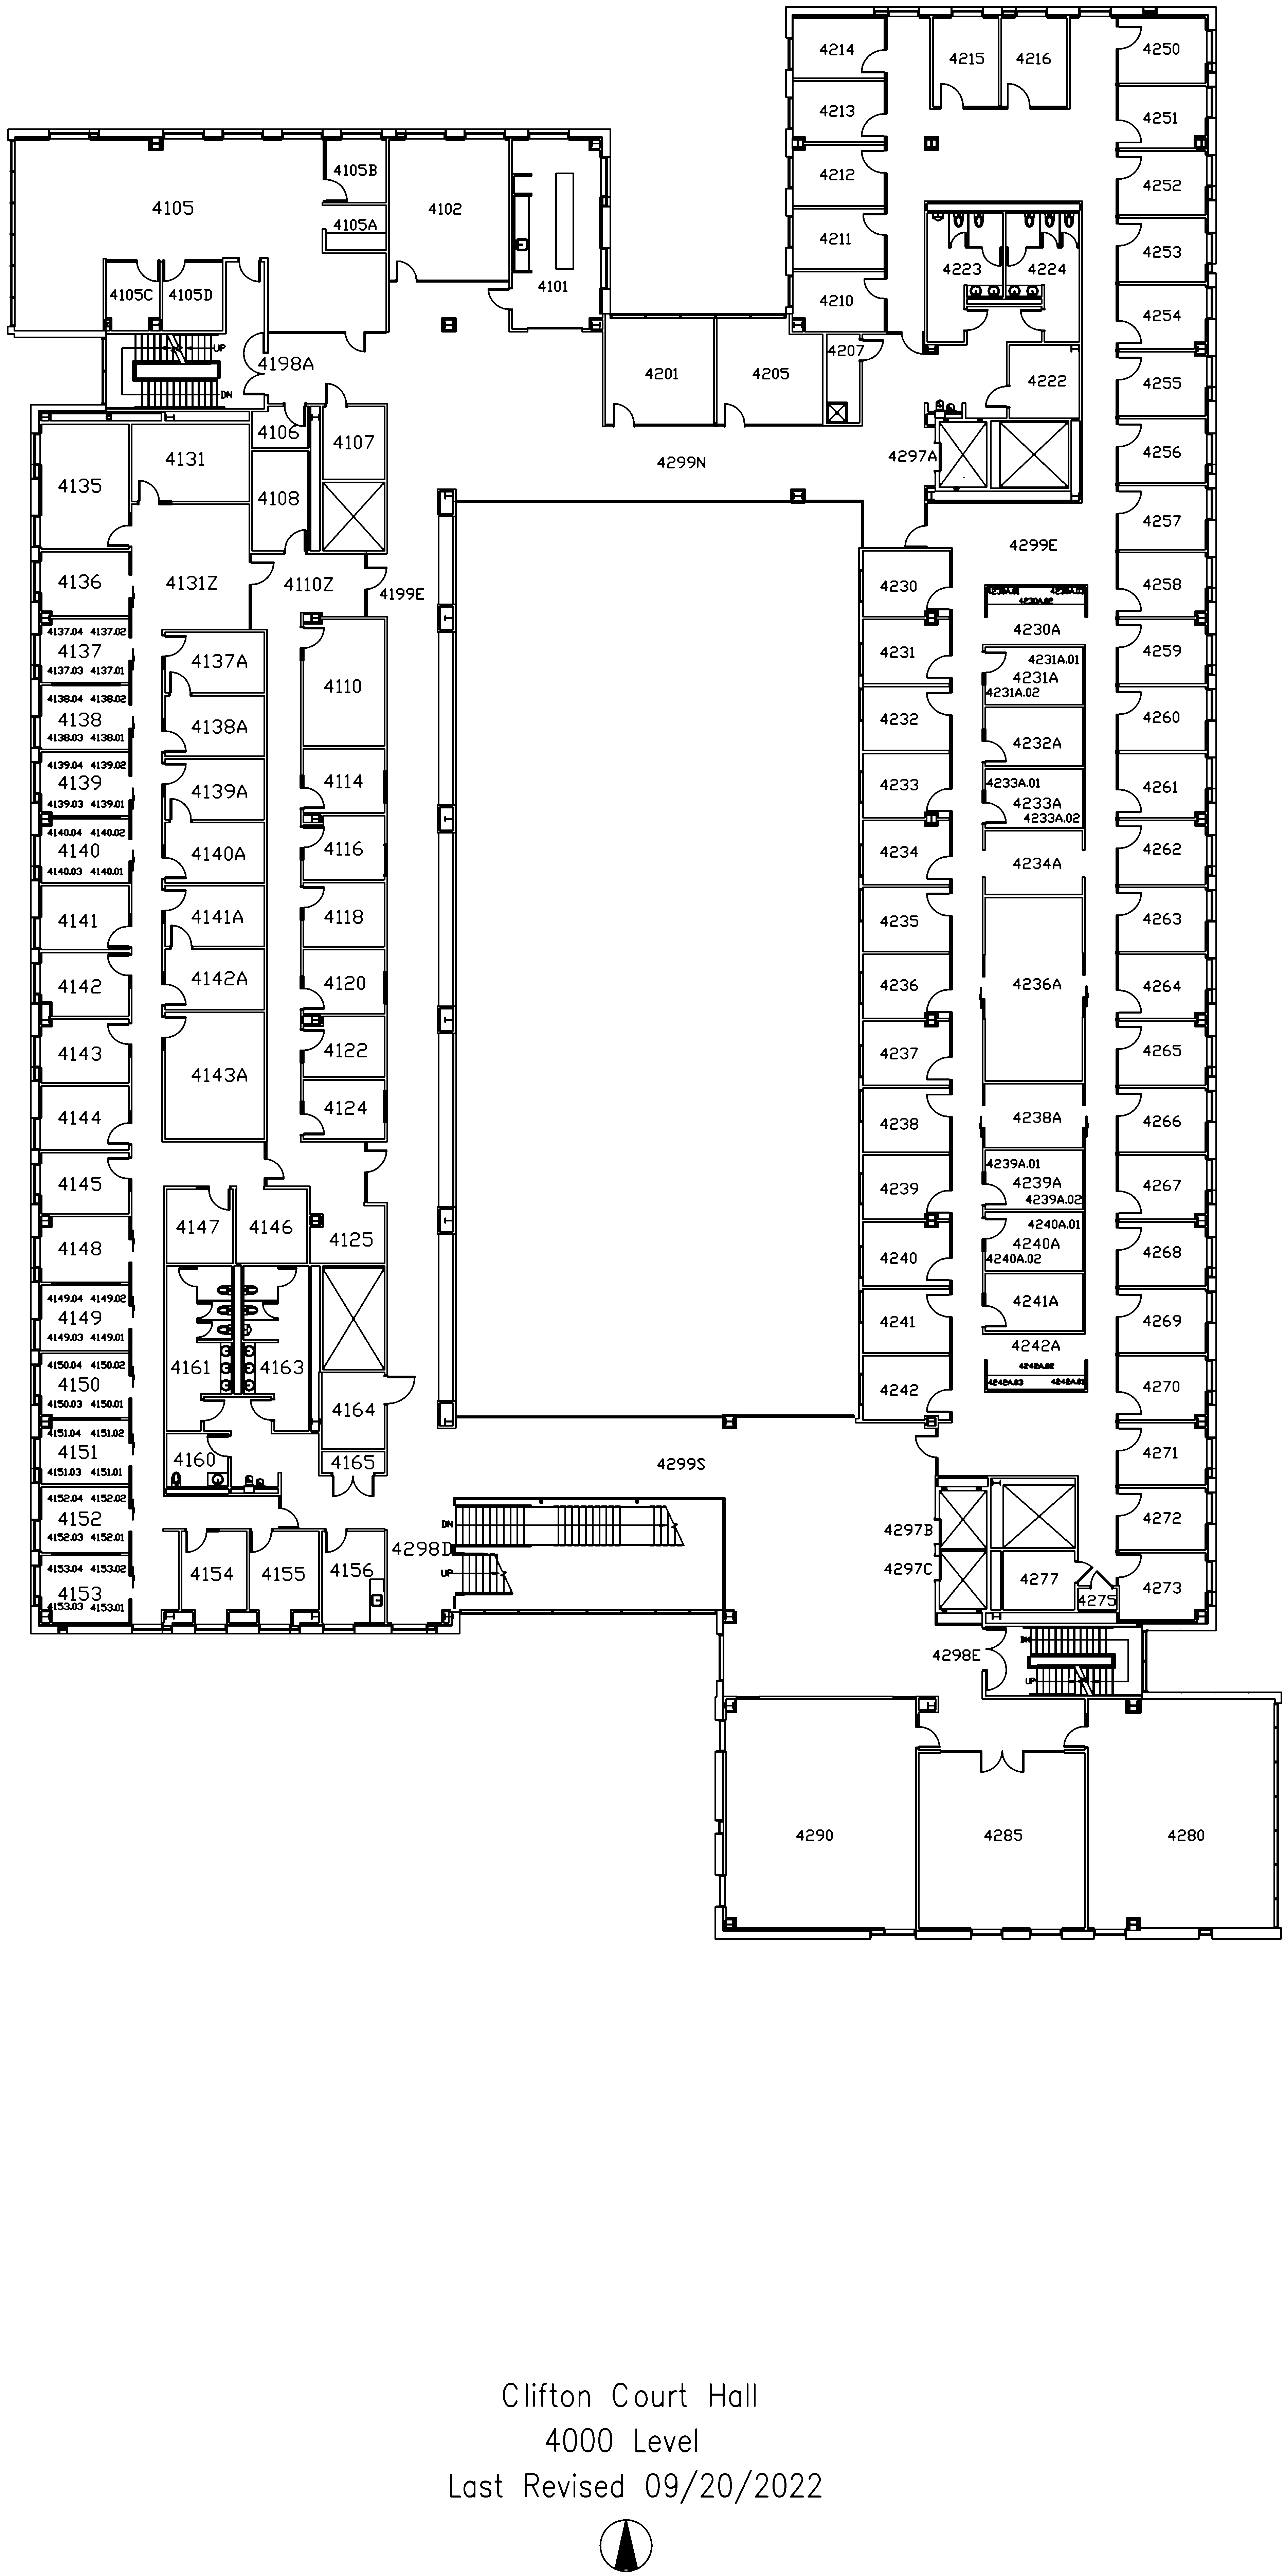 4214
4215
4216
4250
4213
4251
4105B
4212
4252
4105
4105A
4102
4211
4253
4223
4224
4105C
4105D
4101
4210
4254
UP
4198A
4207
4201
4205
4222
4255
DN
4106
4107
4131
4297A
4256
4135
4108
4299N
4257
4299E
4136
4131Z
4110Z
4199E
4230
4258
4230A.01 4230A.03
4230A.02
4230A
4137.04 4137.02
4137
4137.03 4137.01
4137A
4231
4231A.01
4231A
4231A.02
4259
4110
4138.04 4138.02
4138
4138.03 4138.01
4138A
4232
4232A
4260
4139.04 4139.02
4139
4139.03 4139.01
4139A
4114
4233
4233A.01
4233A
4233A.02
4261
4140.04 4140.02
4140
4140.03 4140.01
4140A
4116
4234
4234A
4262
4141
4141A
4118
4235
4263
4142
4142A
4120
4236
4236A
4264
4143
4143A
4122
4237
4265
4144
4124
4238
4238A
4266
4145
4239
4239A.01
4239A
4239A.02
4267
4147
4146
4125
4148
4240
4240A.01
4240A
4240A.02
4268
4149.04 4149.02
4149
4149.03 4149.01
4241
4241A
4269
4242A
4242A.02
4242A.03 4242A.01
4150.04 4150.02
4150
4150.03 4150.01
4161
4163
4164
4242
4270
4151.04 4151.02
4151
4151.03 4151.01
4160
4165
4299S
4271
4152.04 4152.02
4152
4152.03 4152.01
DN
4298D
UP
4297B
4272
4297C
4153.04 4153.02
4153
4153.03 4153.01
4154
4155
4156
4277
4275
4273
DN
4298E
UP
4290
4285
4280
Clifton Court Hall
4000 Level
Last Revised 09/20/2022